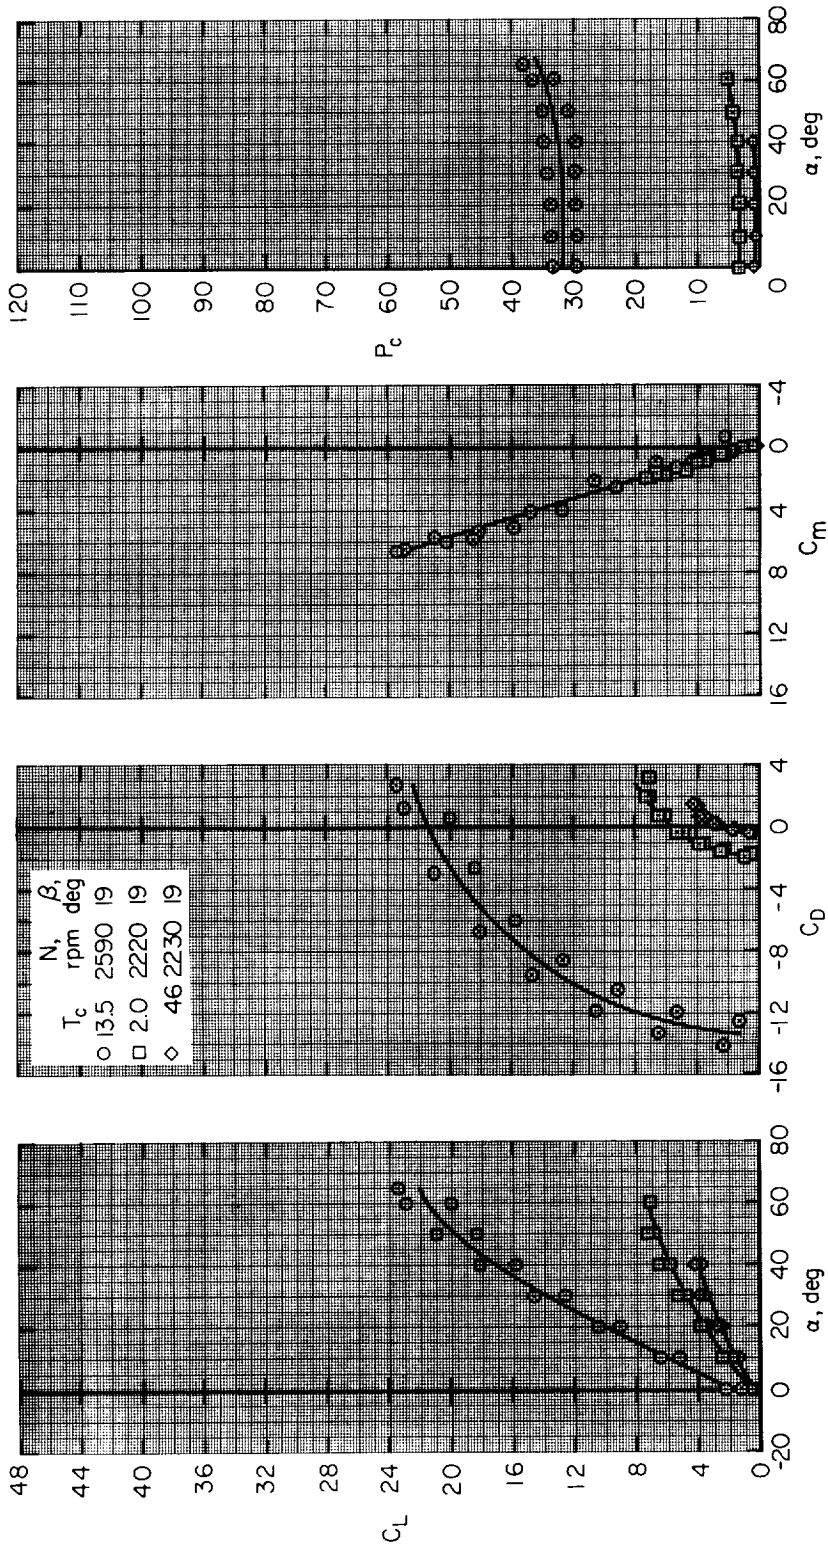 48
44
40
36
32
28
24
20
16
12
8
4
0
C_L
-20 0 20 40 60 80
α, deg
N, β,
T_c rpm deg
○ 13.5 2590 19
□ 2.0 2220 19
◇ .46 2230 19
-16 -12 -8 -4 0 4
C_D
16 12 8 4 0 -4
C_m
120
110
100
90
80
70
60
50
40
30
20
10
0
P_c
0 20 40 60 80
α, deg